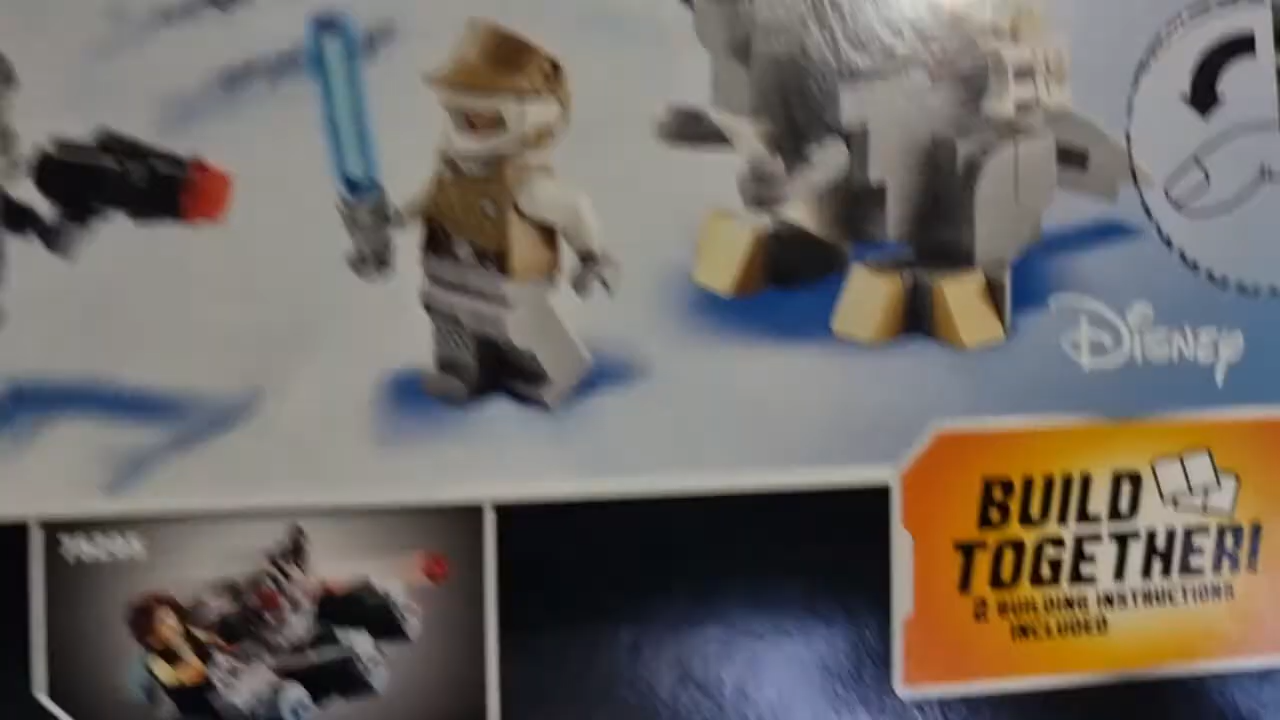 Disney
BUILD
TOGETHER!
2 BUILDING INSTRUCTIONS
INCLUDED